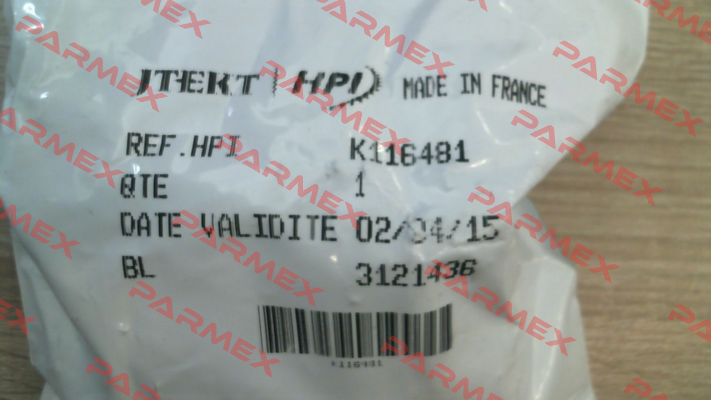 JTEKT HPI MADE IN FRANCE
REF.HPI K116481
QTE 1
DATE VALIDITE 02/04/15
BL 3121436
K116481
PARMEX